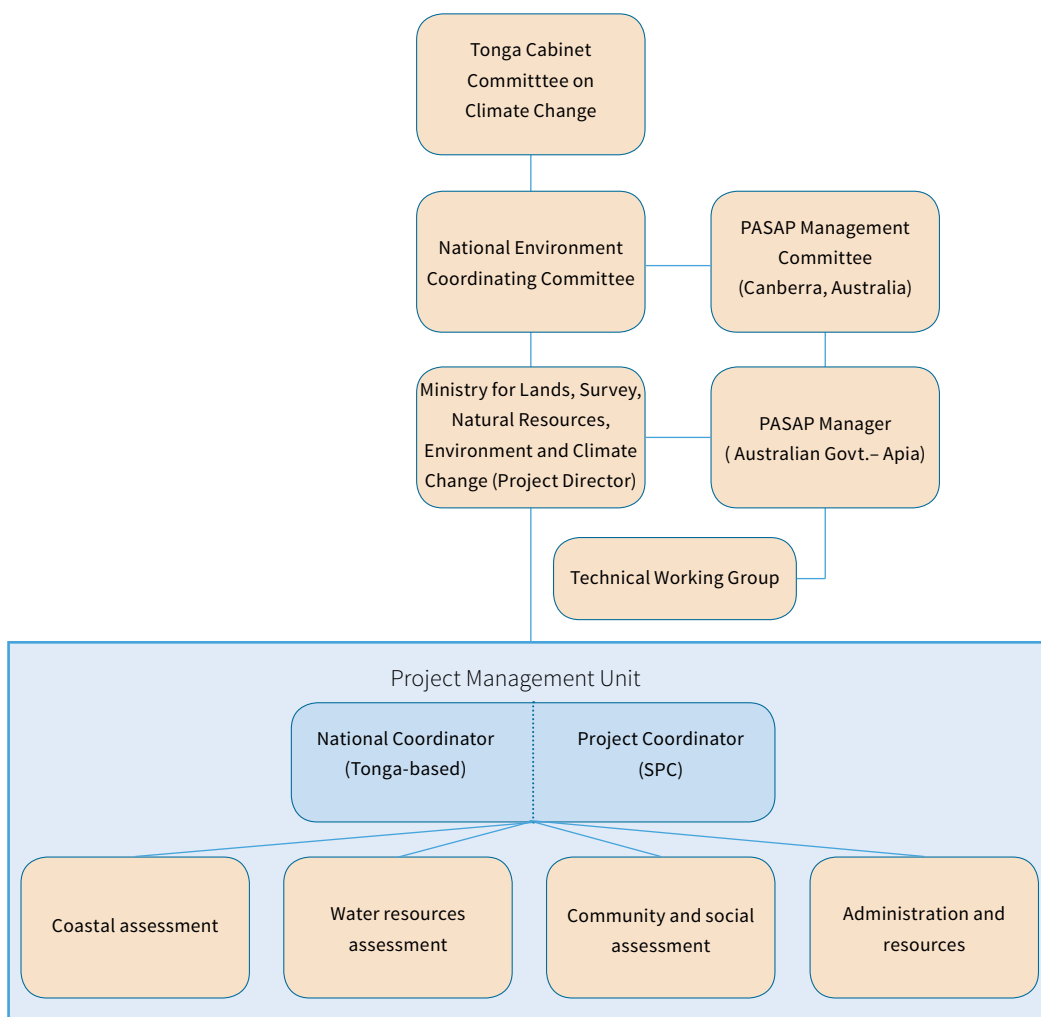 Tonga Cabinet
Committtee on
Climate Change
National Environment
Coordinating Committee
PASAP Management
Committee
(Canberra, Australia)
Ministry for Lands, Survey,
Natural Resources,
Environment and Climate
Change (Project Director)
PASAP Manager
( Australian Govt.– Apia)
Technical Working Group
Project Management Unit
National Coordinator
(Tonga-based)
Project Coordinator
(SPC)
Coastal assessment
Water resources
assessment
Community and social
assessment
Administration and
resources